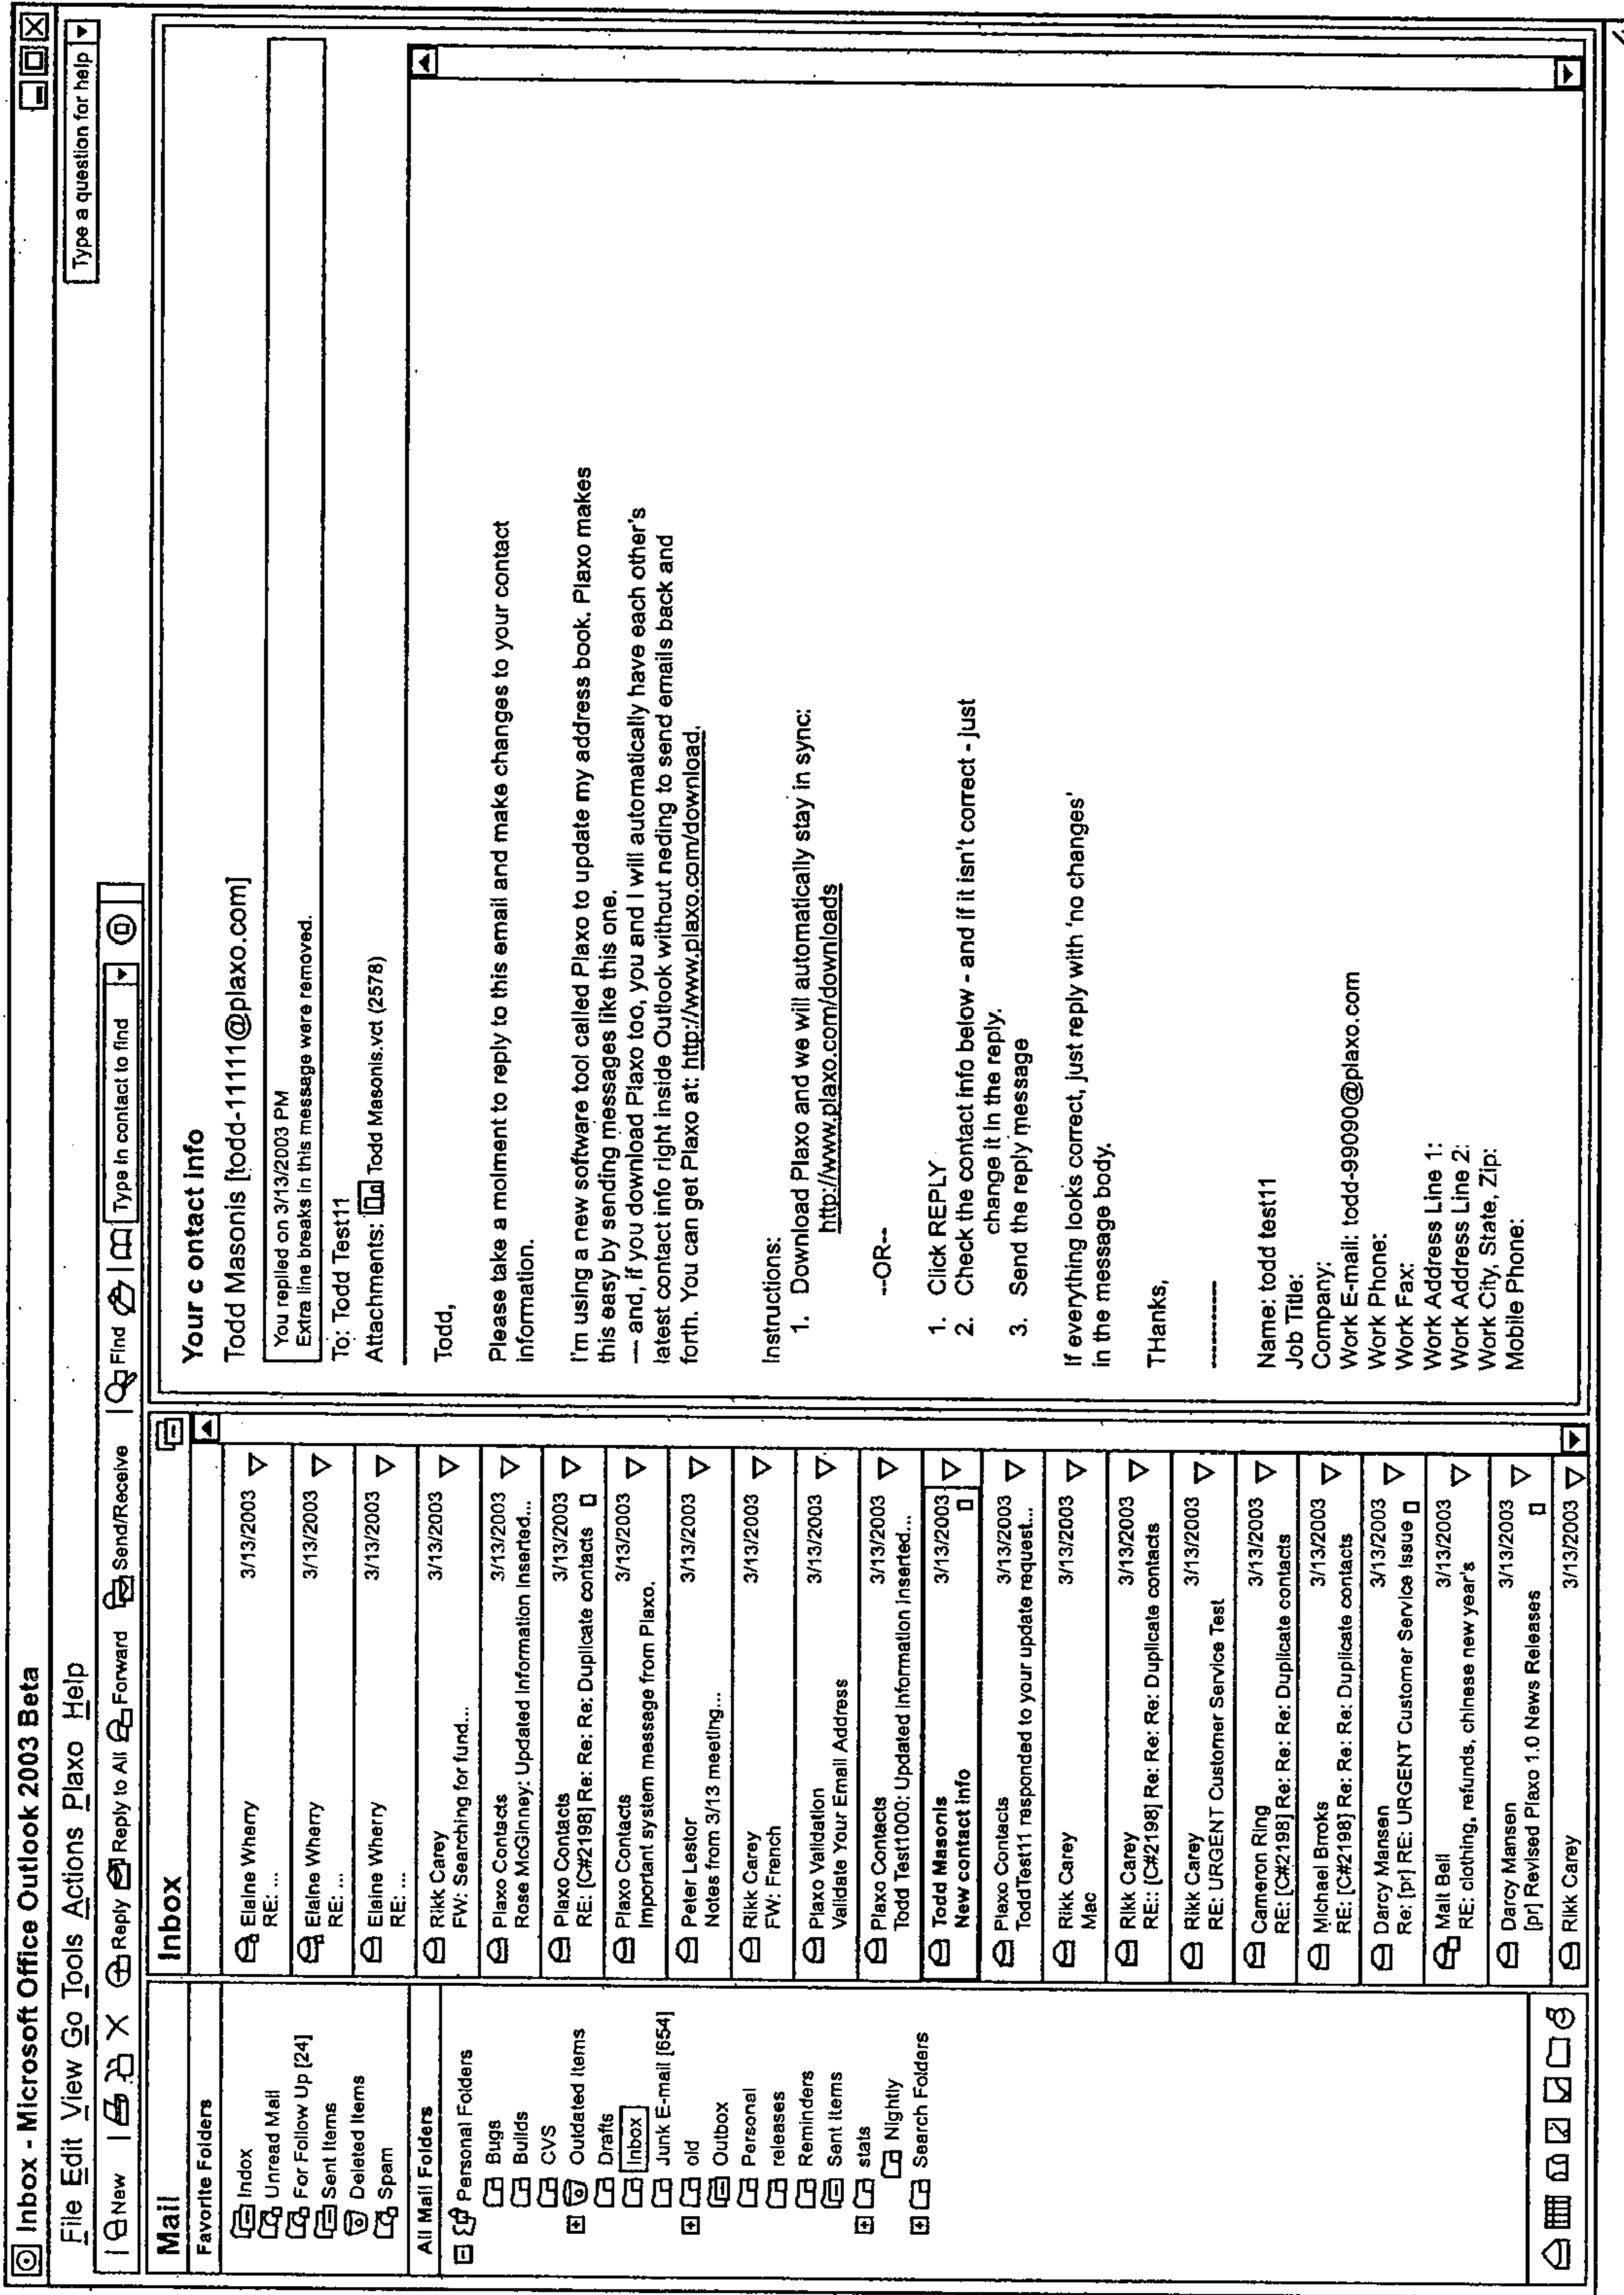 Inbox - Microsoft Office Outlook 2003 Beta
File Edit View Go Tools Actions Plaxo Help
Type a question for help
New Reply Reply to All Forward Send/Receive Find Type in contact to find
Mail
Favorite Folders
Indox
Unread Mail
For Follow Up [24]
Sent Items
Deleted Items
Spam
All Mail Folders
Personal Folders
Bugs
Builds
CVS
Outdated Items
Drafts
Inbox
Junk E-mail [654]
old
Outbox
Personal
releases
Reminders
Sent Items
stats
Nightly
Search Folders
Inbox
Elaine Wherry 3/13/2003
RE: ...
Elaine Wherry 3/13/2003
RE: ...
Elaine Wherry 3/13/2003
RE: ...
Rikk Carey 3/13/2003
FW: Searching for fund...
Plaxo Contacts 3/13/2003
Rose McGinney: Updated Information Inserted...
Plaxo Contacts 3/13/2003
RE: [C#2198] Re: Re: Duplicate contacts
Plaxo Contacts 3/13/2003
Important system message from Plaxo.
Peter Lestor 3/13/2003
Notes from 3/13 meeting...
Rikk Carey 3/13/2003
FW: French
Plaxo Validation 3/13/2003
Validate Your Email Address
Plaxo Contacts 3/13/2003
Todd Test1000: Updated Information inserted...
Todd Masonis 3/13/2003
New contact info
Plaxo Contacts 3/13/2003
ToddTest11 responded to your update request...
Rikk Carey 3/13/2003
Mac
Rikk Carey 3/13/2003
RE:: [C#2198] Re: Re: Re: Duplicate contacts
Rikk Carey 3/13/2003
RE: URGENT Customer Service Test
Cameron Ring 3/13/2003
RE: [C#2198] Re: Re: Re: Duplicate contacts
Michael Brroks 3/13/2003
RE: [C#2198] Re: Re: Re: Duplicate contacts
Darcy Mansen 3/13/2003
Re: [pr] RE: URGENT Customer Service Issue
Malt Bell 3/13/2003
RE: clothing, refunds, chinese new year's
Darcy Mansen 3/13/2003
[pr] Revised Plaxo 1.0 News Releases
Rikk Carey 3/13/2003
Your c ontact info
Todd Masonis [todd-11111@plaxo.com]
You replied on 3/13/2003 PM
Extra line breaks in this message were removed.
To: Todd Test11
Attachments: Todd Masonis.vct (2578)
Todd,
Please take a molment to reply to this email and make changes to your contact
information.
I'm using a new software tool called Plaxo to update my address book. Plaxo makes
this easy by sending messages like this one.
— and, if you download Plaxo too, you and I will automatically have each other's
latest contact info right inside Outlook without neding to send emails back and
forth. You can get Plaxo at: http://www.plaxo.com/download.
Instructions:
1. Download Plaxo and we will automatically stay in sync:
http://www.plaxo.com/downloads
--OR--
1. Click REPLY
2. Check the contact info below - and if it isn't correct - just
change it in the reply.
3. Send the reply message
If everything looks correct, just reply with 'no changes'
in the message body.
THanks,
----------
Name: todd test11
Job Title:
Company:
Work E-mail: todd-99090@plaxo.com
Work Phone:
Work Fax:
Work Address Line 1:
Work Address Line 2:
Work City, State, Zip:
Mobile Phone: